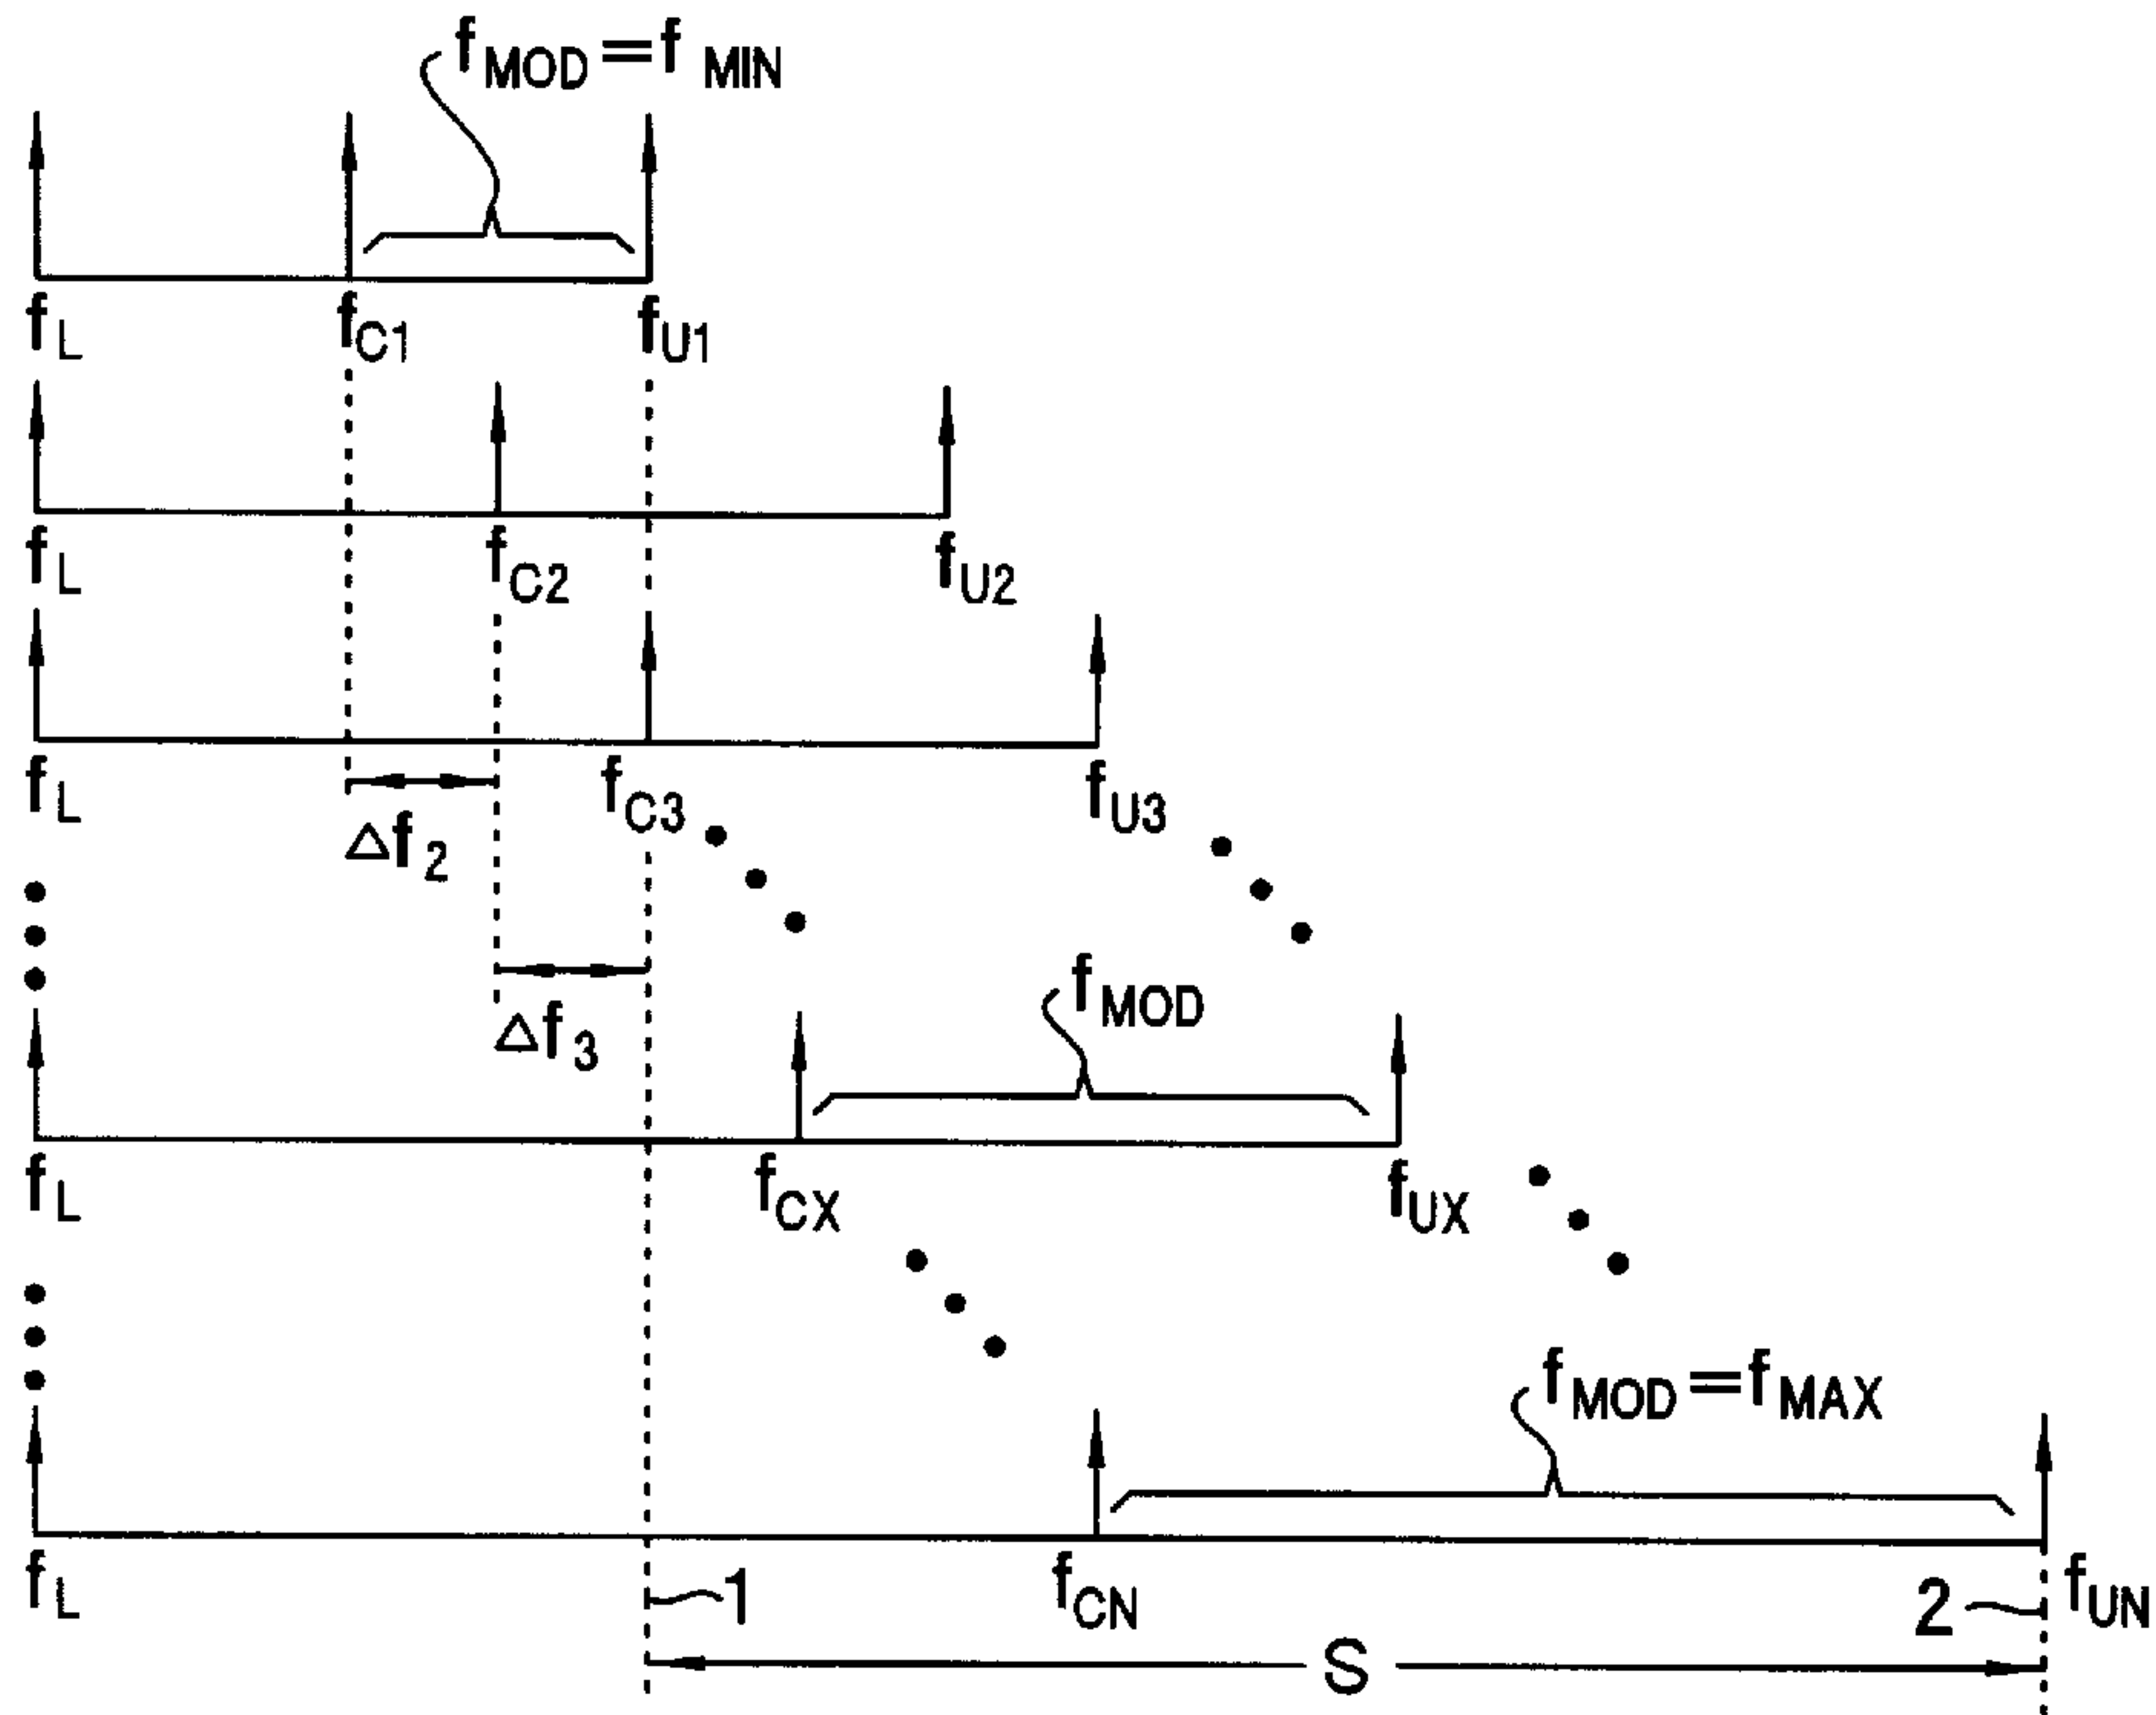 fMOD=fMIN
fL fC1 fU1
fL fC2 fU2
fL fC3 fU3
Δf2
Δf3
fMOD
fL fCX fUX
fMOD=fMAX
fL fCN fUN
1 2
S